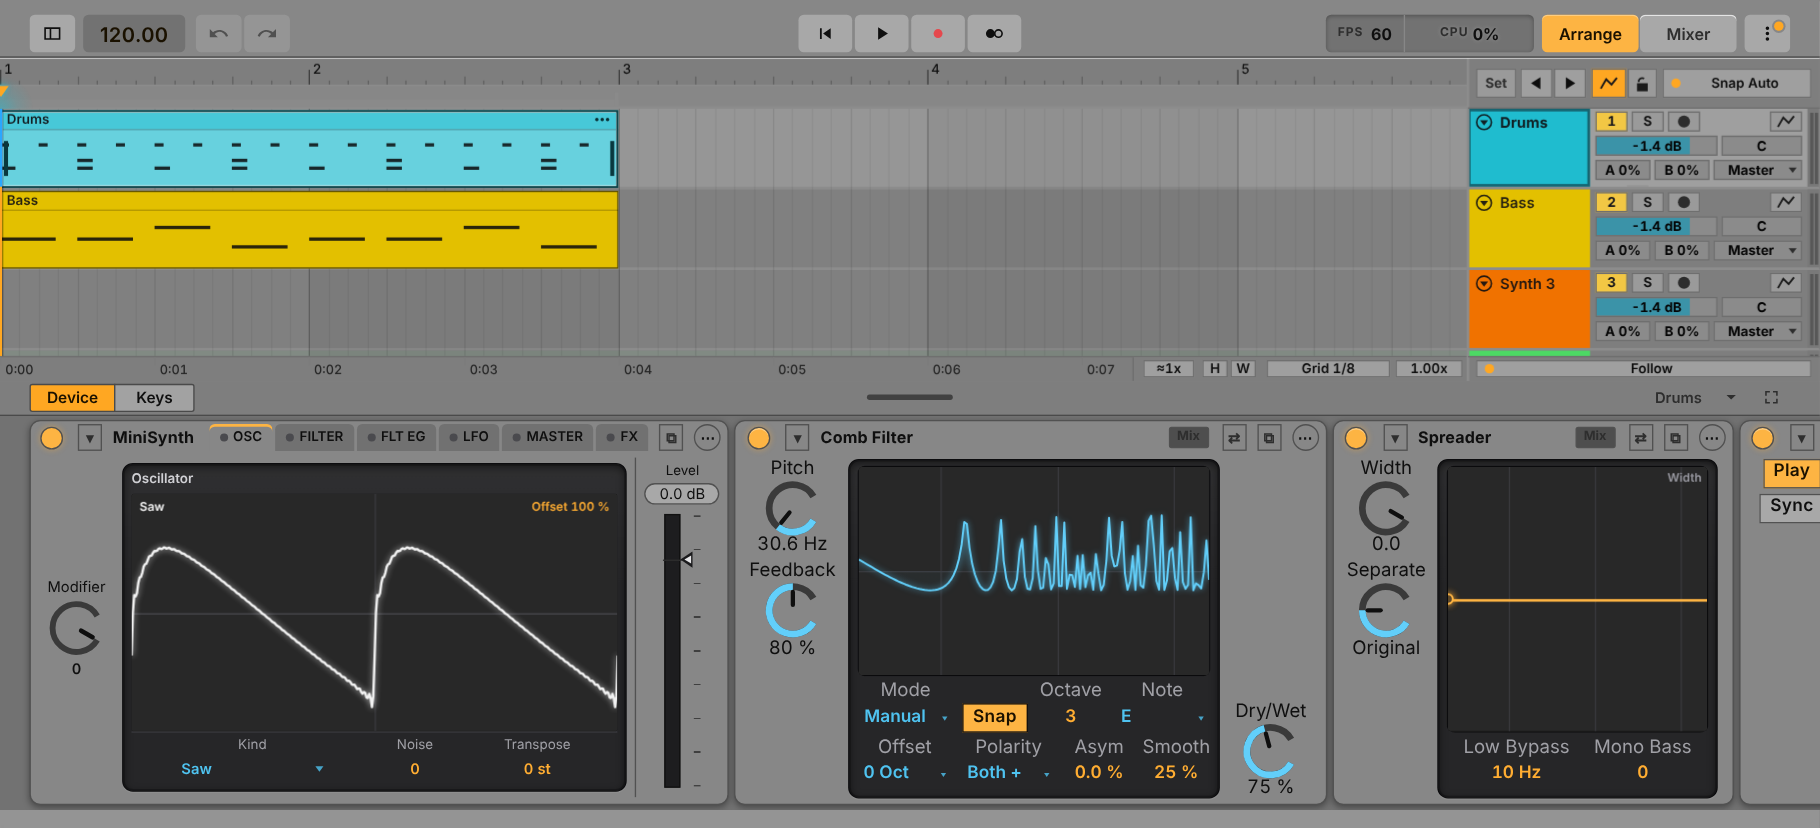 120.00
FPS 60 CPU 0% Arrange Mixer
1 2 3 4 5
Set Snap Auto
Drums
Drums 1 S
-1.4 dB C
A 0% B 0% Master
Bass
Bass 2 S
-1.4 dB C
A 0% B 0% Master
Synth 3 3 S
-1.4 dB C
A 0% B 0% Master
0:00 0:01 0:02 0:03 0:04 0:05 0:06 0:07 ≈1x H W Grid 1/8 1.00x Follow
Device Keys Drums
MiniSynth OSC FILTER FLT EG LFO MASTER FX
Level
0.0 dB
Oscillator
Saw Offset 100 %
Modifier
0
Kind Noise Transpose
Saw 0 0 st
Comb Filter Mix
Pitch
30.6 Hz
Feedback
80 %
Mode Octave Note
Manual Snap 3 E
Offset Polarity Asym Smooth
0 Oct Both + 0.0 % 25 %
Dry/Wet
75 %
Spreader Mix
Width
0.0
Separate
Original
Width
Low Bypass Mono Bass
10 Hz 0
Play
Sync